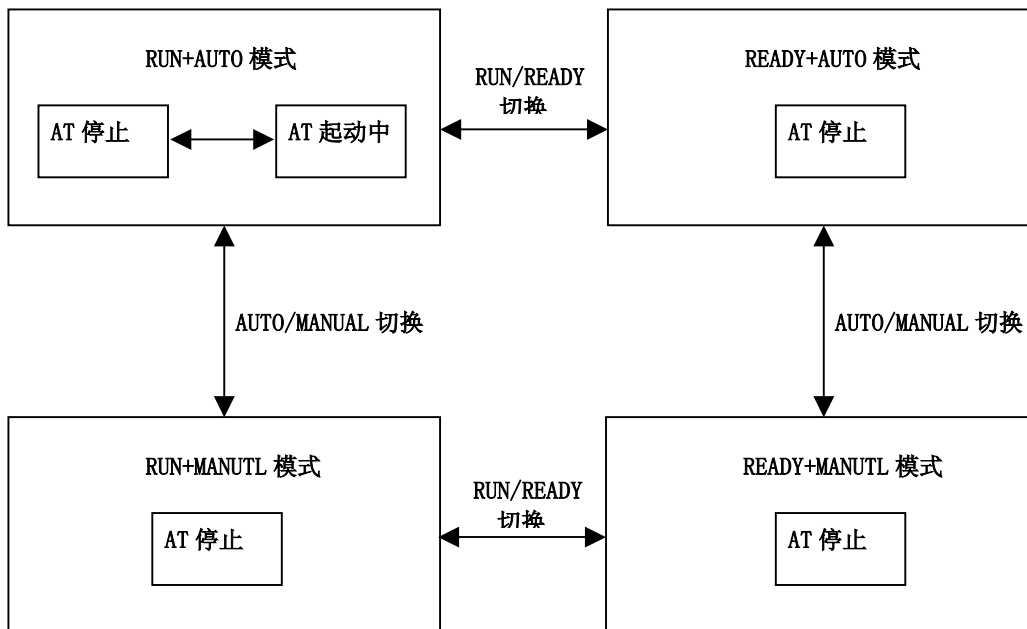 RUN+AUTO 模式
READY+AUTO 模式
RUN/READY
切换
AT 停止
AT 起动中
AT 停止
AUTO/MANUAL 切换
AUTO/MANUAL 切换
RUN+MANUTL 模式
READY+MANUTL 模式
RUN/READY
切换
AT 停止
AT 停止